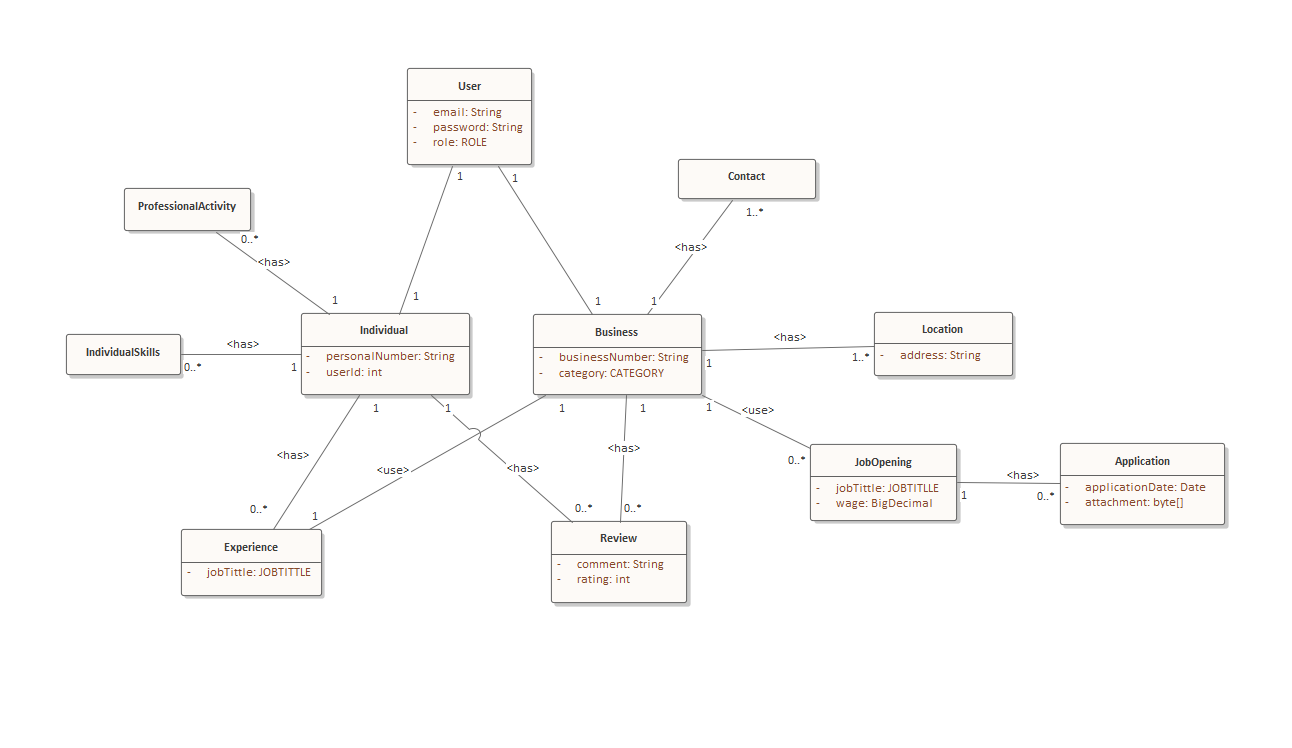 User
- email: String
- password: String
- role: ROLE
1
1
Contact
1..*
<has>
1
ProfessionalActivity
0..*
<has>
1
1
1
IndividualSkills
0..*
<has>
1
Individual
- personalNumber: String
- userId: int
Business
- businessNumber: String
- category: CATEGORY
<has>
1
1..*
Location
- address: String
1
1
1
1
1
<use>
0..*
<has>
<use>
<has>
<has>
0..*
1
0..*
0..*
JobOpening
- jobTittle: JOBTITLLE
- wage: BigDecimal
<has>
1
0..*
Application
- applicationDate: Date
- attachment: byte[]
Experience
- jobTittle: JOBTITTLE
Review
- comment: String
- rating: int